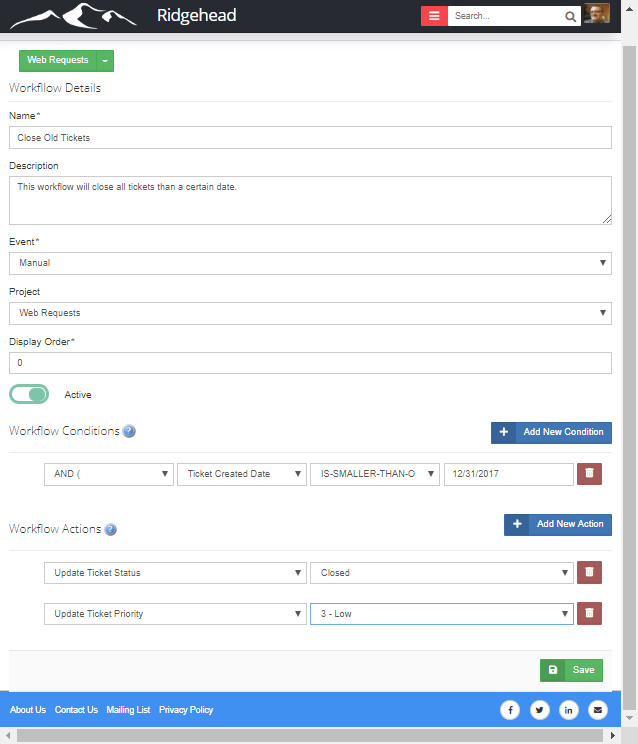 Ridgehead
Search...
Web Requests
Workfllow Details
Name*
Close Old Tickets
Description
This workflow will close all tickets than a certain date.
Event*
Manual
Project
Web Requests
Display Order*
0
Active
Workflow Conditions ?
Add New Condition
AND ( Ticket Created Date IS-SMALLER-THAN-O 12/31/2017
Workflow Actions ?
Add New Action
Update Ticket Status Closed
Update Ticket Priority 3 - Low
Save
About Us Contact Us Mailing List Privacy Policy